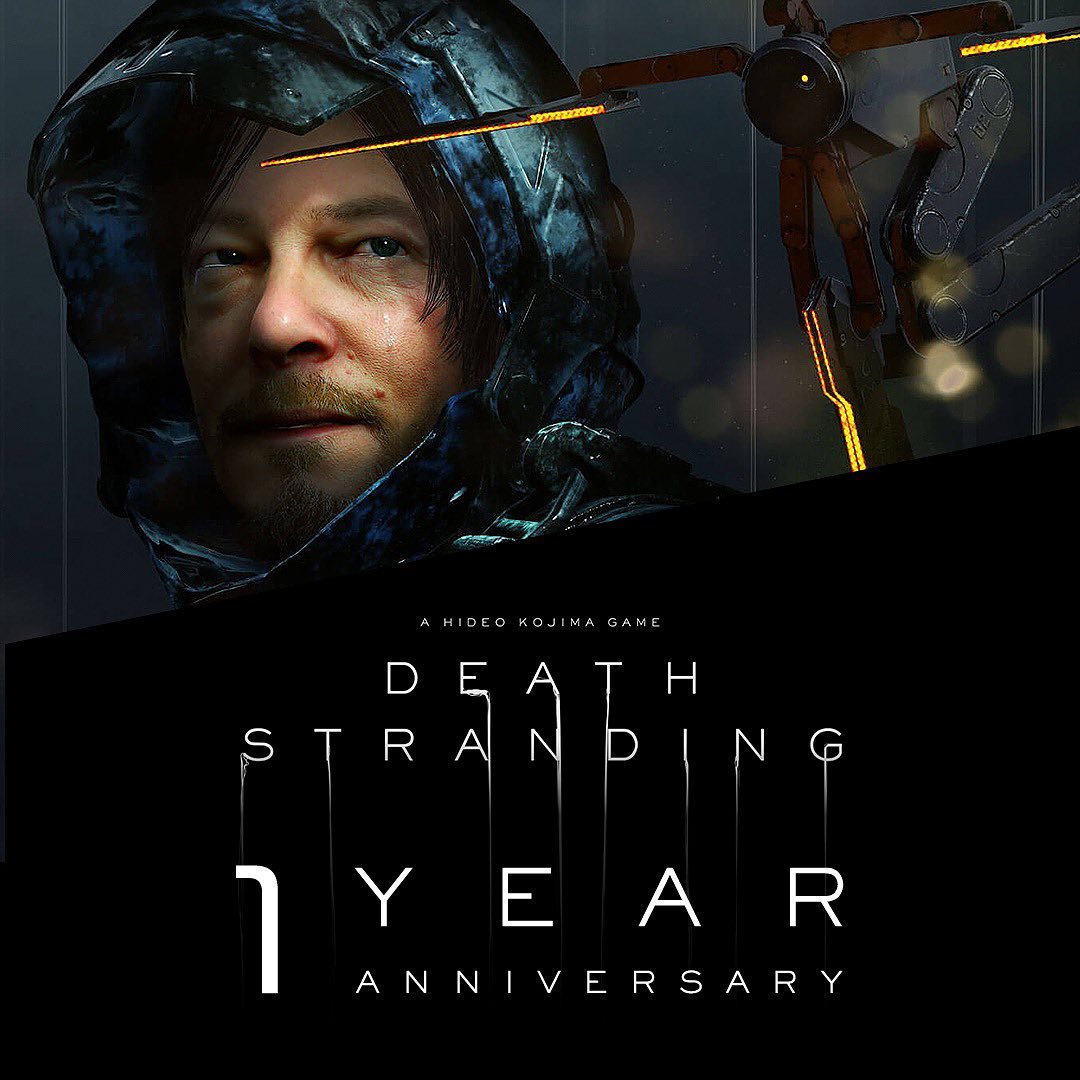 A HIDEO KOJIMA GAME
DEATH
STRANDING
1 YEAR
ANNIVERSARY